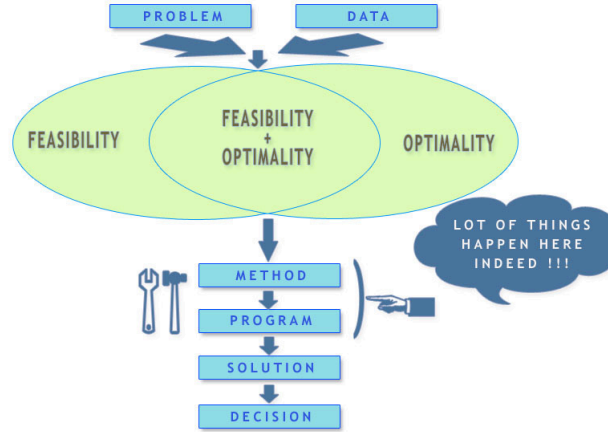 PROBLEM
DATA
FEASIBILITY
FEASIBILITY
+
OPTIMALITY
OPTIMALITY
LOT OF THINGS
HAPPEN HERE
INDEED !!!
METHOD
PROGRAM
SOLUTION
DECISION